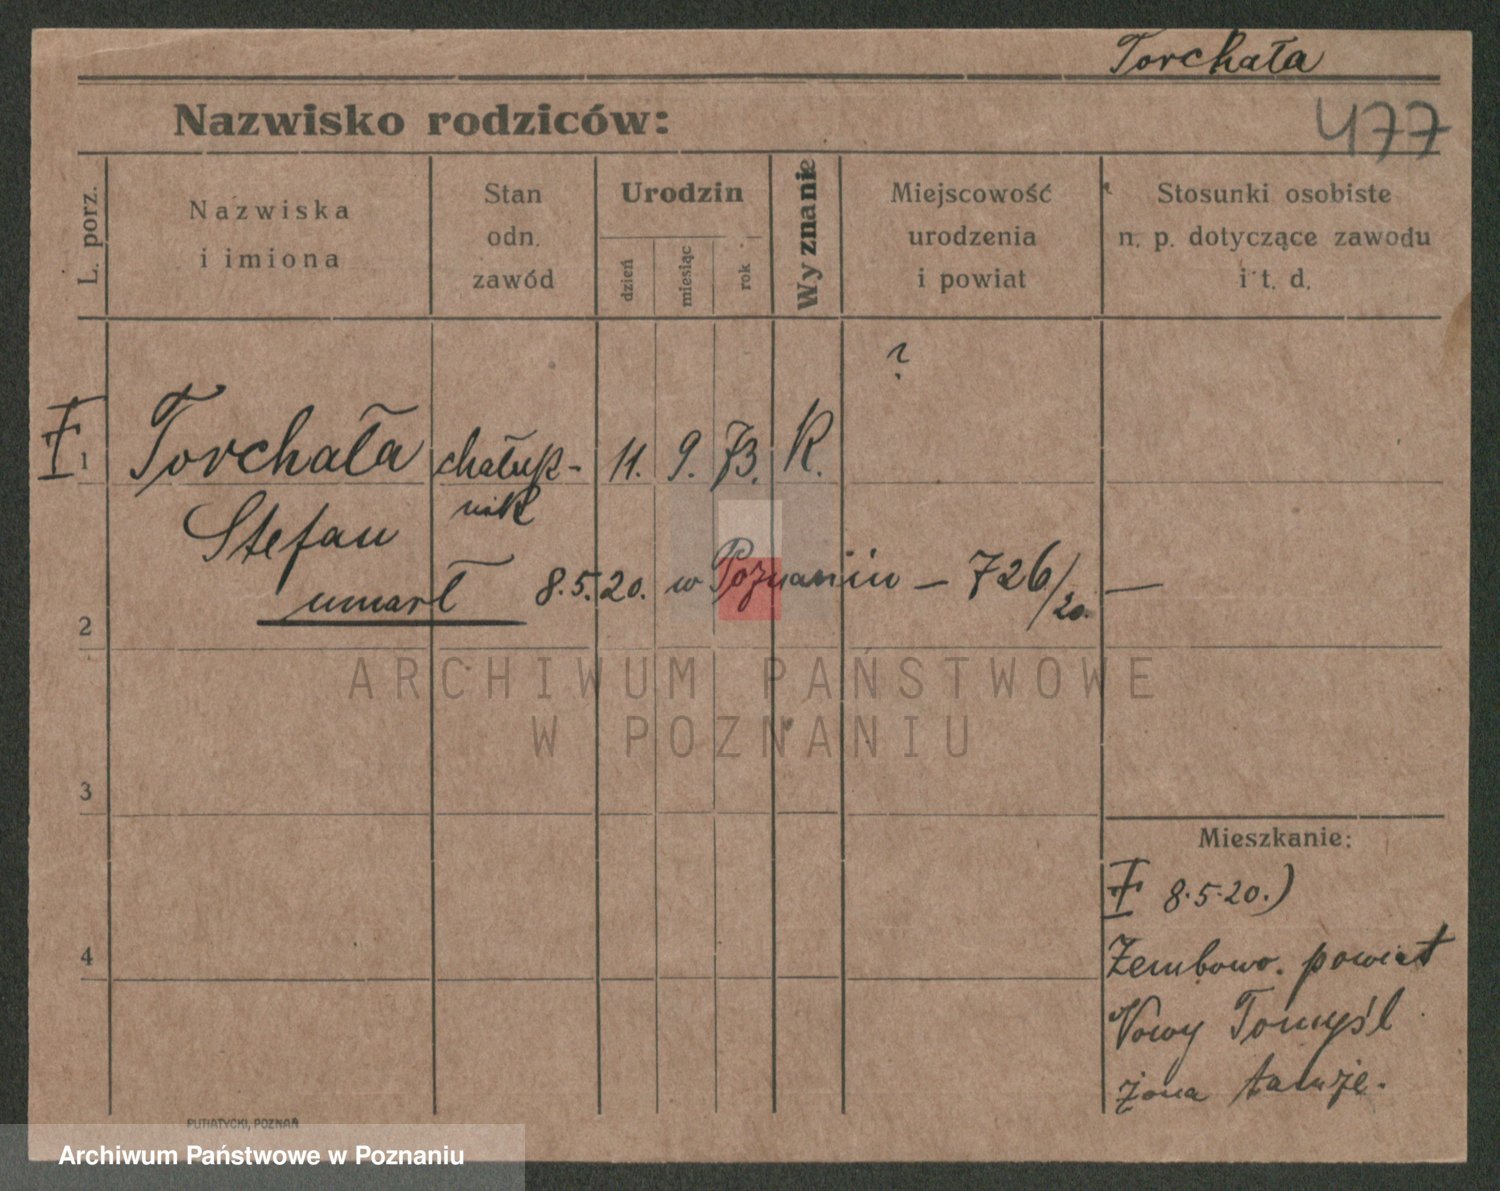 Torchała
Nazwisko rodziców:
477
L. porz.
Nazwiska
i imiona
Stan
odn.
zawód
Urodzin
dzień
miesiąc
rok
Wyznanie
Miejscowość
urodzenia
i powiat
Stosunki osobiste
n. p. dotyczące zawodu
i t. d.
?
1 Torchała chałup- 11. 9. 73. K.
Stefan nik
umarł 8.5.20. w Poznaniu — 726/20. —
2
ARCHIWUM PAŃSTWOWE
W POZNANIU
3
Mieszkanie:
8.5.20.)
4
Zembowo. powiat
Nowy Tomyśl
żona tamże.
PUTIATYCKI, POZNAŃ
Archiwum Państwowe w Poznaniu